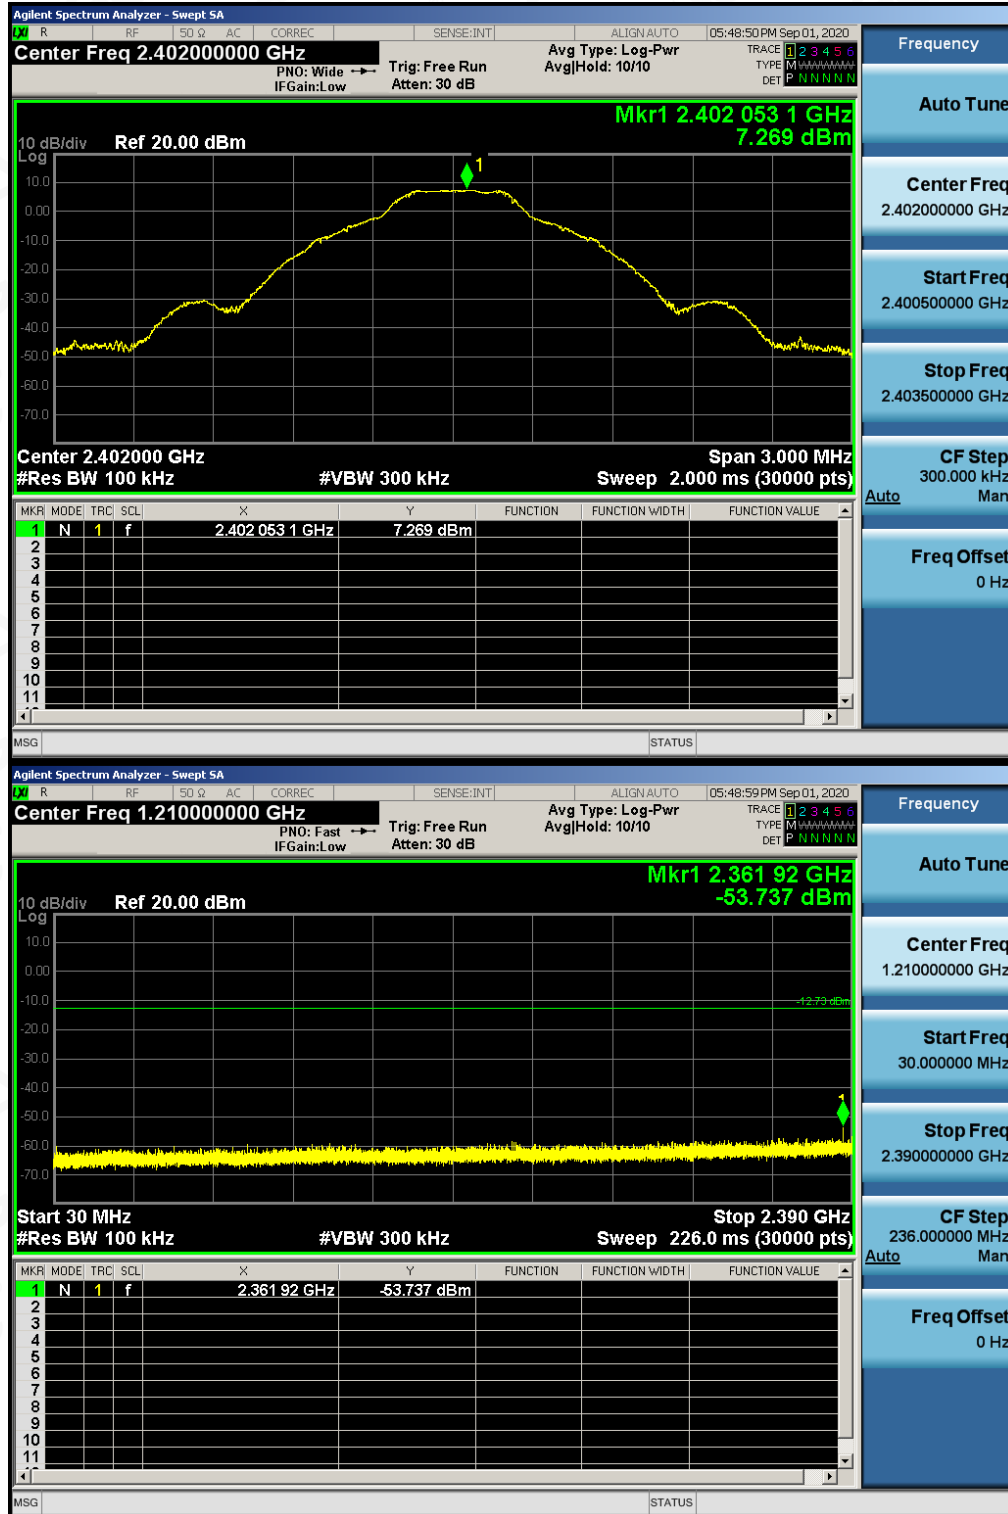 Agilent Spectrum Analyzer - Swept SA
LXI R RF 50 Ω AC CORREC SENSE:INT ALIGN AUTO 05:48:50 PM Sep 01, 2020
Center Freq 2.402000000 GHz
PNO: Wide
IFGain:Low
Trig: Free Run
Atten: 30 dB
Avg Type: Log-Pwr
Avg|Hold: 10/10
TRACE 1 2 3 4 5 6
TYPE M WWWWW
DET P N N N N N
Mkr1 2.402 053 1 GHz
7.269 dBm
10 dB/div Ref 20.00 dBm
Log
1
10.0
0.00
-10.0
-20.0
-30.0
-40.0
-50.0
-60.0
-70.0
Center 2.402000 GHz Span 3.000 MHz
#Res BW 100 kHz #VBW 300 kHz Sweep 2.000 ms (30000 pts)
MKR MODE TRC SCL X Y FUNCTION FUNCTION WIDTH FUNCTION VALUE
1 N 1 f 2.402 053 1 GHz 7.269 dBm
2
3
4
5
6
7
8
9
10
11
MSG STATUS
Frequency
Auto Tune
Center Freq
2.402000000 GHz
Start Freq
2.400500000 GHz
Stop Freq
2.403500000 GHz
CF Step
300.000 kHz
Auto Man
Freq Offset
0 Hz
Agilent Spectrum Analyzer - Swept SA
LXI R RF 50 Ω AC CORREC SENSE:INT ALIGN AUTO 05:48:59 PM Sep 01, 2020
Center Freq 1.210000000 GHz
PNO: Fast
IFGain:Low
Trig: Free Run
Atten: 30 dB
Avg Type: Log-Pwr
Avg|Hold: 10/10
TRACE 1 2 3 4 5 6
TYPE M WWWWW
DET P N N N N N
Mkr1 2.361 92 GHz
-53.737 dBm
10 dB/div Ref 20.00 dBm
Log
10.0
0.00
-10.0
-12.73 dBm
-20.0
-30.0
-40.0
1
-50.0
-60.0
-70.0
Start 30 MHz Stop 2.390 GHz
#Res BW 100 kHz #VBW 300 kHz Sweep 226.0 ms (30000 pts)
MKR MODE TRC SCL X Y FUNCTION FUNCTION WIDTH FUNCTION VALUE
1 N 1 f 2.361 92 GHz -53.737 dBm
2
3
4
5
6
7
8
9
10
11
MSG STATUS
Frequency
Auto Tune
Center Freq
1.210000000 GHz
Start Freq
30.000000 MHz
Stop Freq
2.390000000 GHz
CF Step
236.000000 MHz
Auto Man
Freq Offset
0 Hz